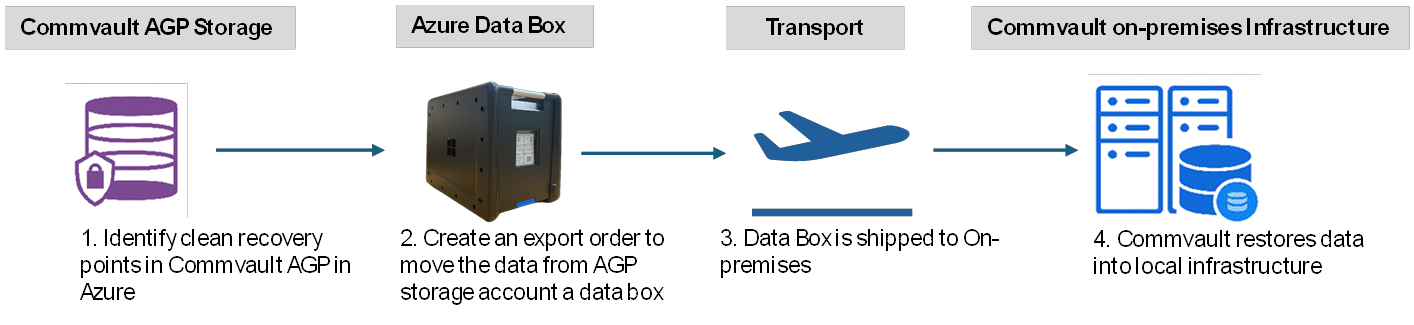 Commvault AGP Storage
Azure Data Box
Transport
Commvault on-premises Infrastructure
1. Identify clean recovery
points in Commvault AGP in
Azure
2. Create an export order to
move the data from AGP
storage account a data box
3. Data Box is shipped to On-
premises
4. Commvault restores data
into local infrastructure